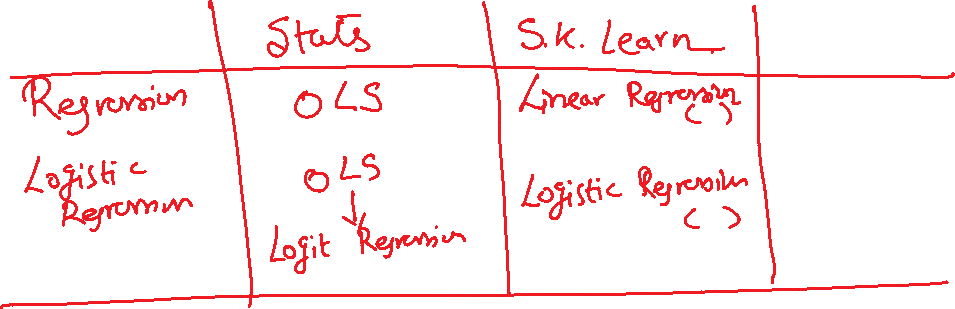 Stats S.K. Learn
Regression OLS Linear Regression
( )
Logistic OLS Logistic Regression
Regression ( )
Logit Regression